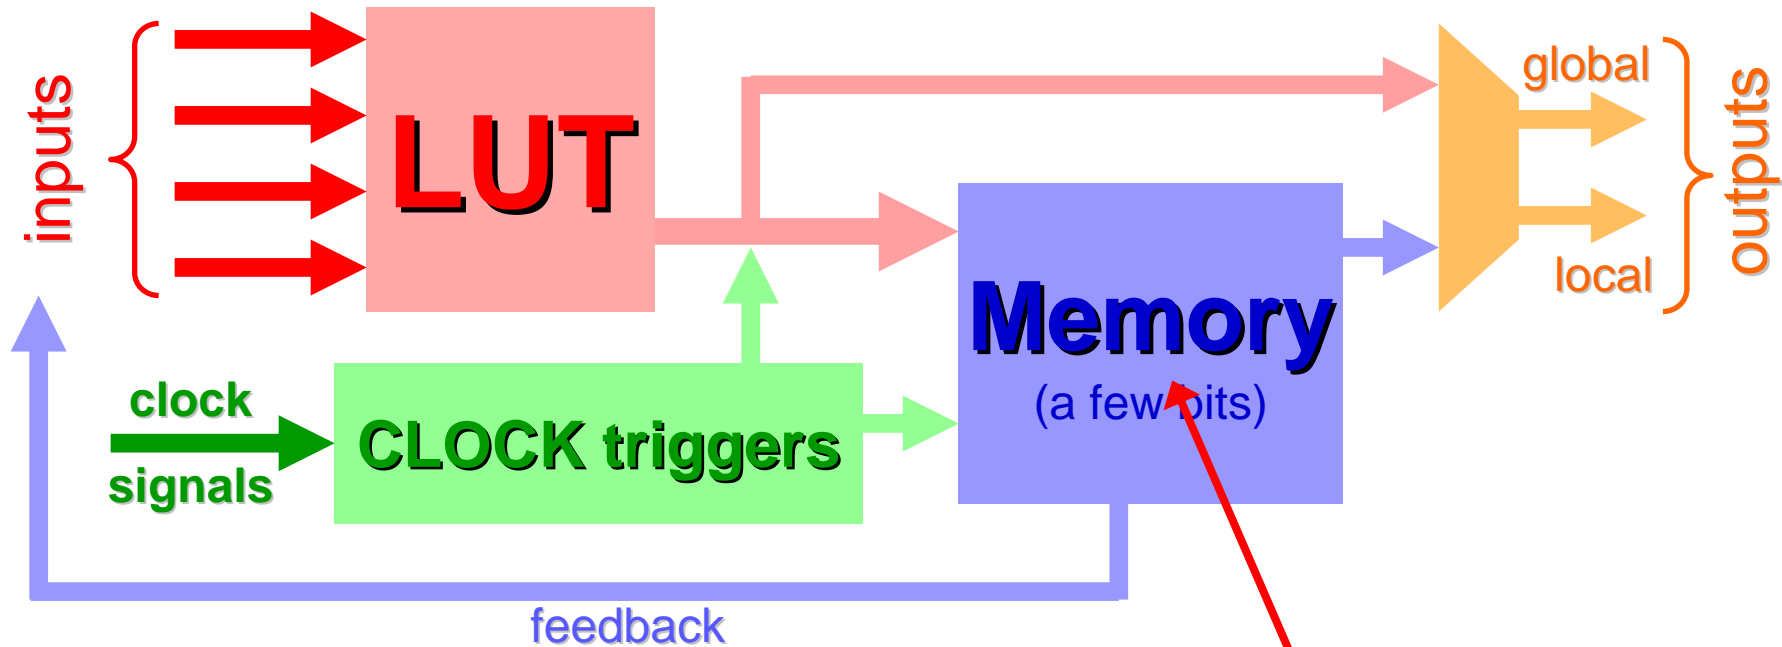 inputs
LUT
global
local
outputs
Memory
(a few bits)
clock
signals
CLOCK triggers
feedback